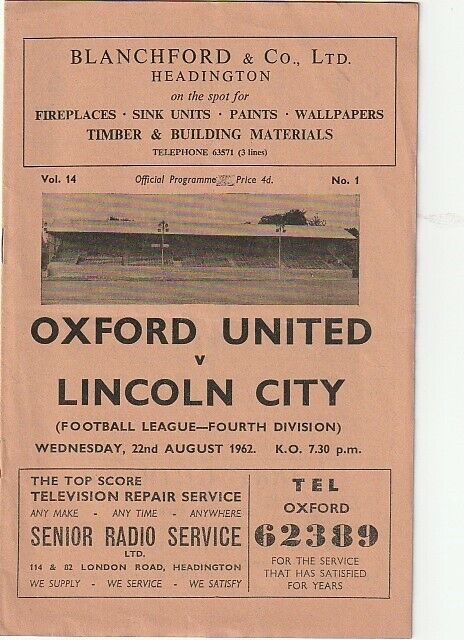 BLANCHFORD & CO., LTD.
HEADINGTON
on the spot for
FIREPLACES · SINK UNITS · PAINTS · WALLPAPERS
TIMBER & BUILDING MATERIALS
TELEPHONE 63571 (3 lines)
Vol. 14 Official Programme Price 4d. No. 1
OXFORD UNITED
v
LINCOLN CITY
(FOOTBALL LEAGUE—FOURTH DIVISION)
WEDNESDAY, 22nd AUGUST 1962. K.O. 7.30 p.m.
THE TOP SCORE
TELEVISION REPAIR SERVICE
ANY MAKE - ANY TIME - ANYWHERE
SENIOR RADIO SERVICE
LTD.
114 & 82 LONDON ROAD, HEADINGTON
WE SUPPLY - WE SERVICE - WE SATISFY
TEL
OXFORD
62389
FOR THE SERVICE
THAT HAS SATISFIED
FOR YEARS